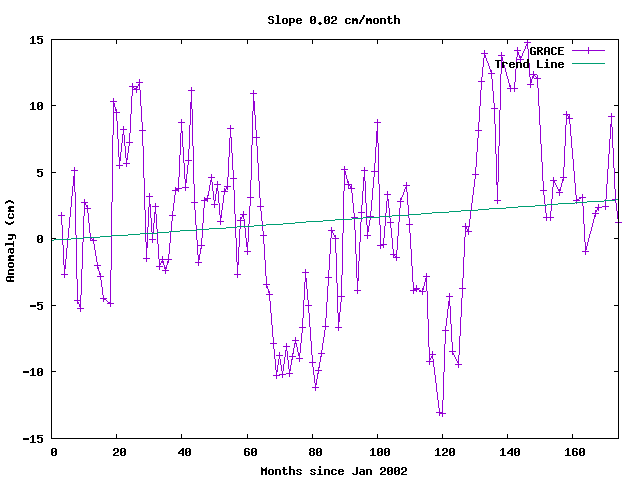 Slope 0.02 cm/month
GRACE
Trend Line
15
10
5
0
-5
-10
-15
Anomaly (cm)
0 20 40 60 80 100 120 140 160
Months since Jan 2002